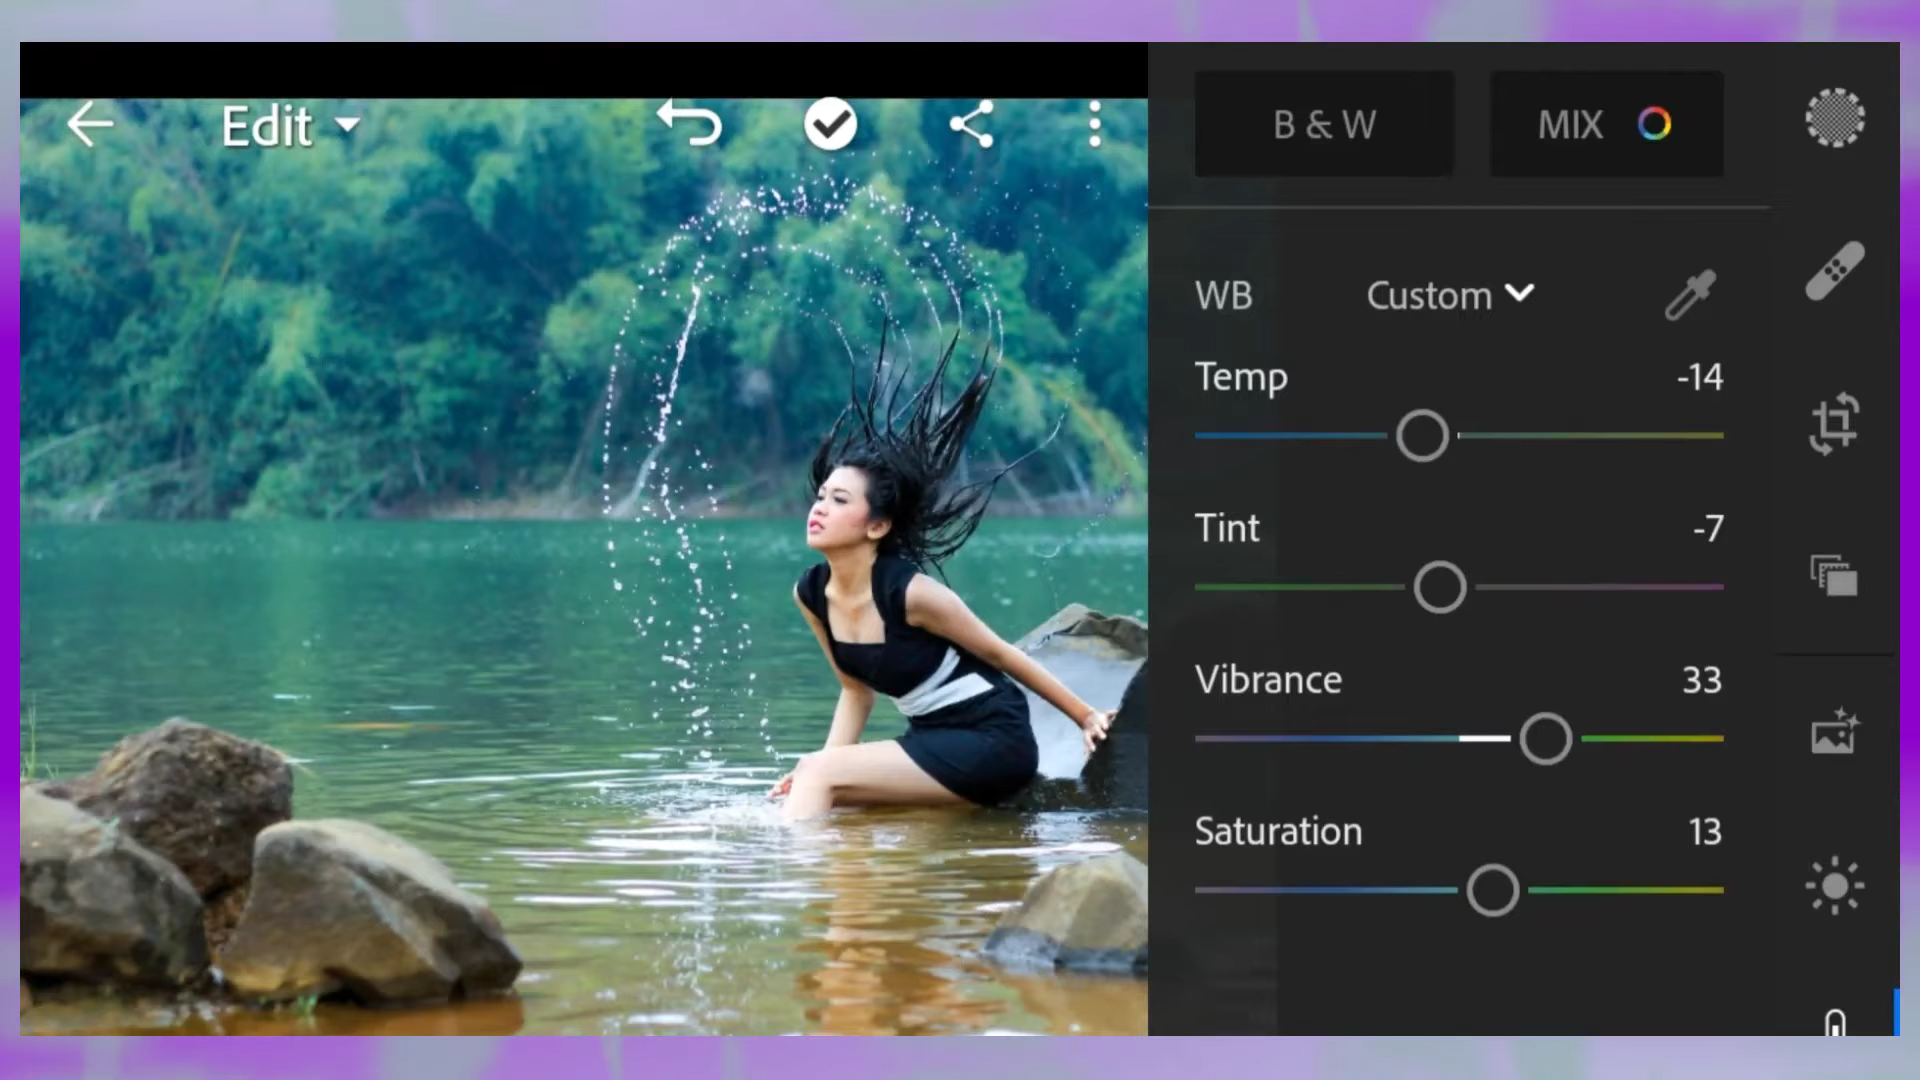 Edit
B & W
MIX
WB
Custom
Temp
-14
Tint
-7
Vibrance
33
Saturation
13